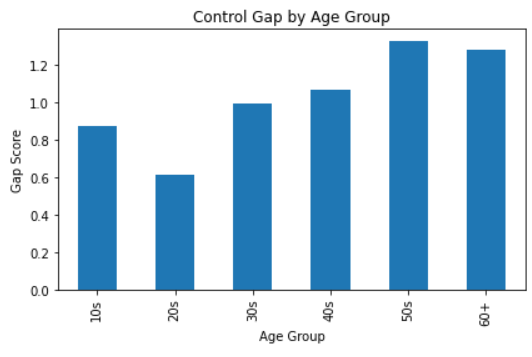 Control Gap by Age Group
Gap Score
1.2
1.0
0.8
0.6
0.4
0.2
0.0
10s
20s
30s
40s
50s
60+
Age Group